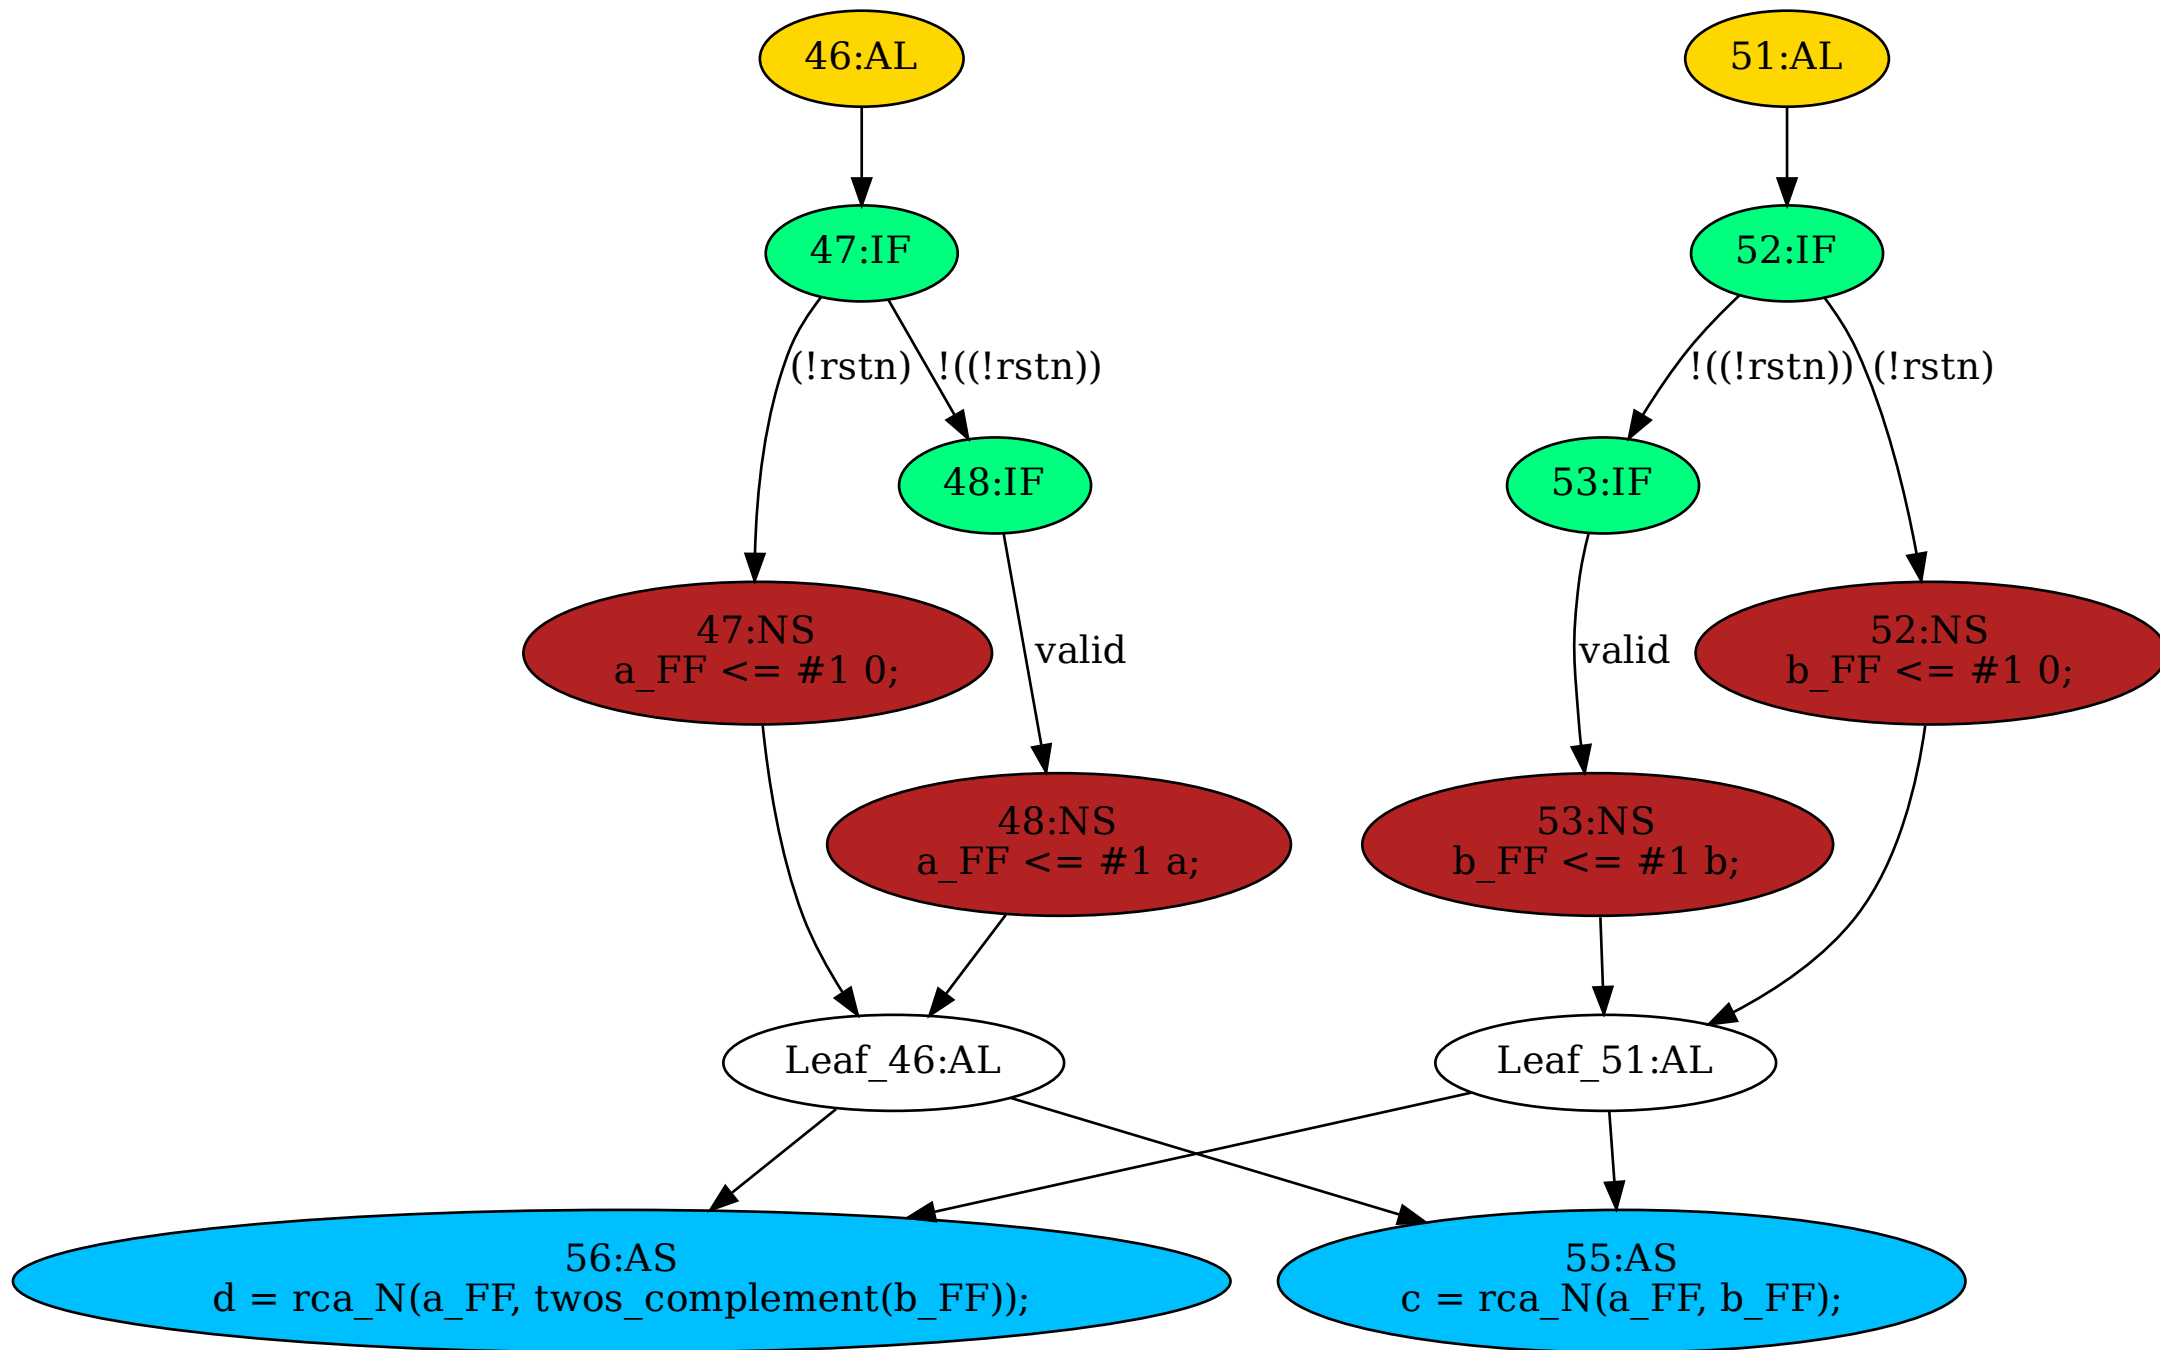 46:AL
51:AL
47:IF
52:IF
(!rstn)
!((!rstn))
!((!rstn))
(!rstn)
48:IF
53:IF
47:NS
a_FF <= #1 0;
valid
valid
52:NS
b_FF <= #1 0;
48:NS
a_FF <= #1 a;
53:NS
b_FF <= #1 b;
Leaf_46:AL
Leaf_51:AL
56:AS
d = rca_N(a_FF, twos_complement(b_FF));
55:AS
c = rca_N(a_FF, b_FF);